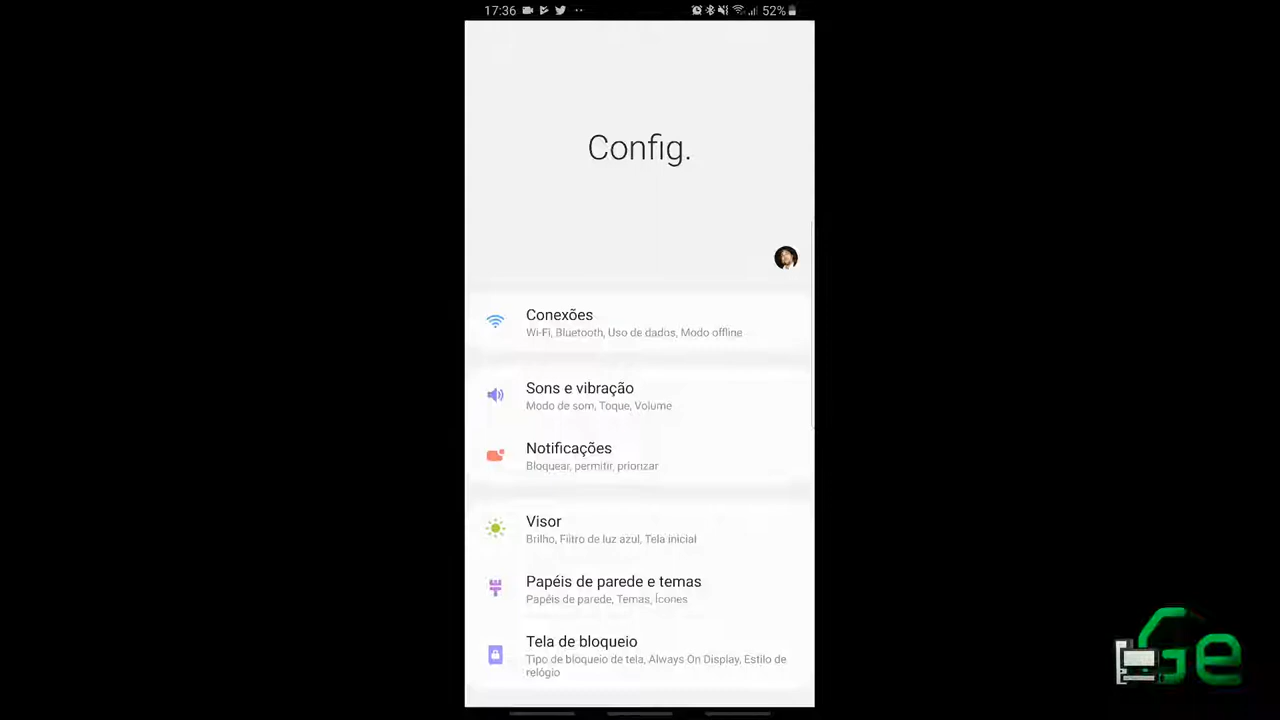 17:36
52%
Config.
Conexões
Wi-Fi, Bluetooth, Uso de dados, Modo offline
Sons e vibração
Modo de som, Toque, Volume
Notificações
Bloquear, permitir, priorizar
Visor
Brilho, Filtro de luz azul, Tela inicial
Papéis de parede e temas
Papéis de parede, Temas, Ícones
Tela de bloqueio
Tipo de bloqueio de tela, Always On Display, Estilo de
relógio
Ge